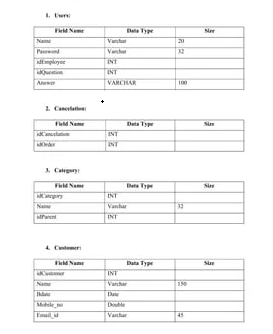 1. Users:
Field Name Data Type Size
Name Varchar 20
Password Varchar 32
idEmployee INT
idQuestion INT
Answer VARCHAR 100
2. Cancelation:
Field Name Data Type Size
idCancelation INT
idOrder INT
3. Category:
Field Name Data Type Size
idCategory INT
Name Varchar 32
idParent INT
4. Customer:
Field Name Data Type Size
idCustomer INT
Name Varchar 150
Bdate Date
Mobile_no Double
Email_id Varchar 45